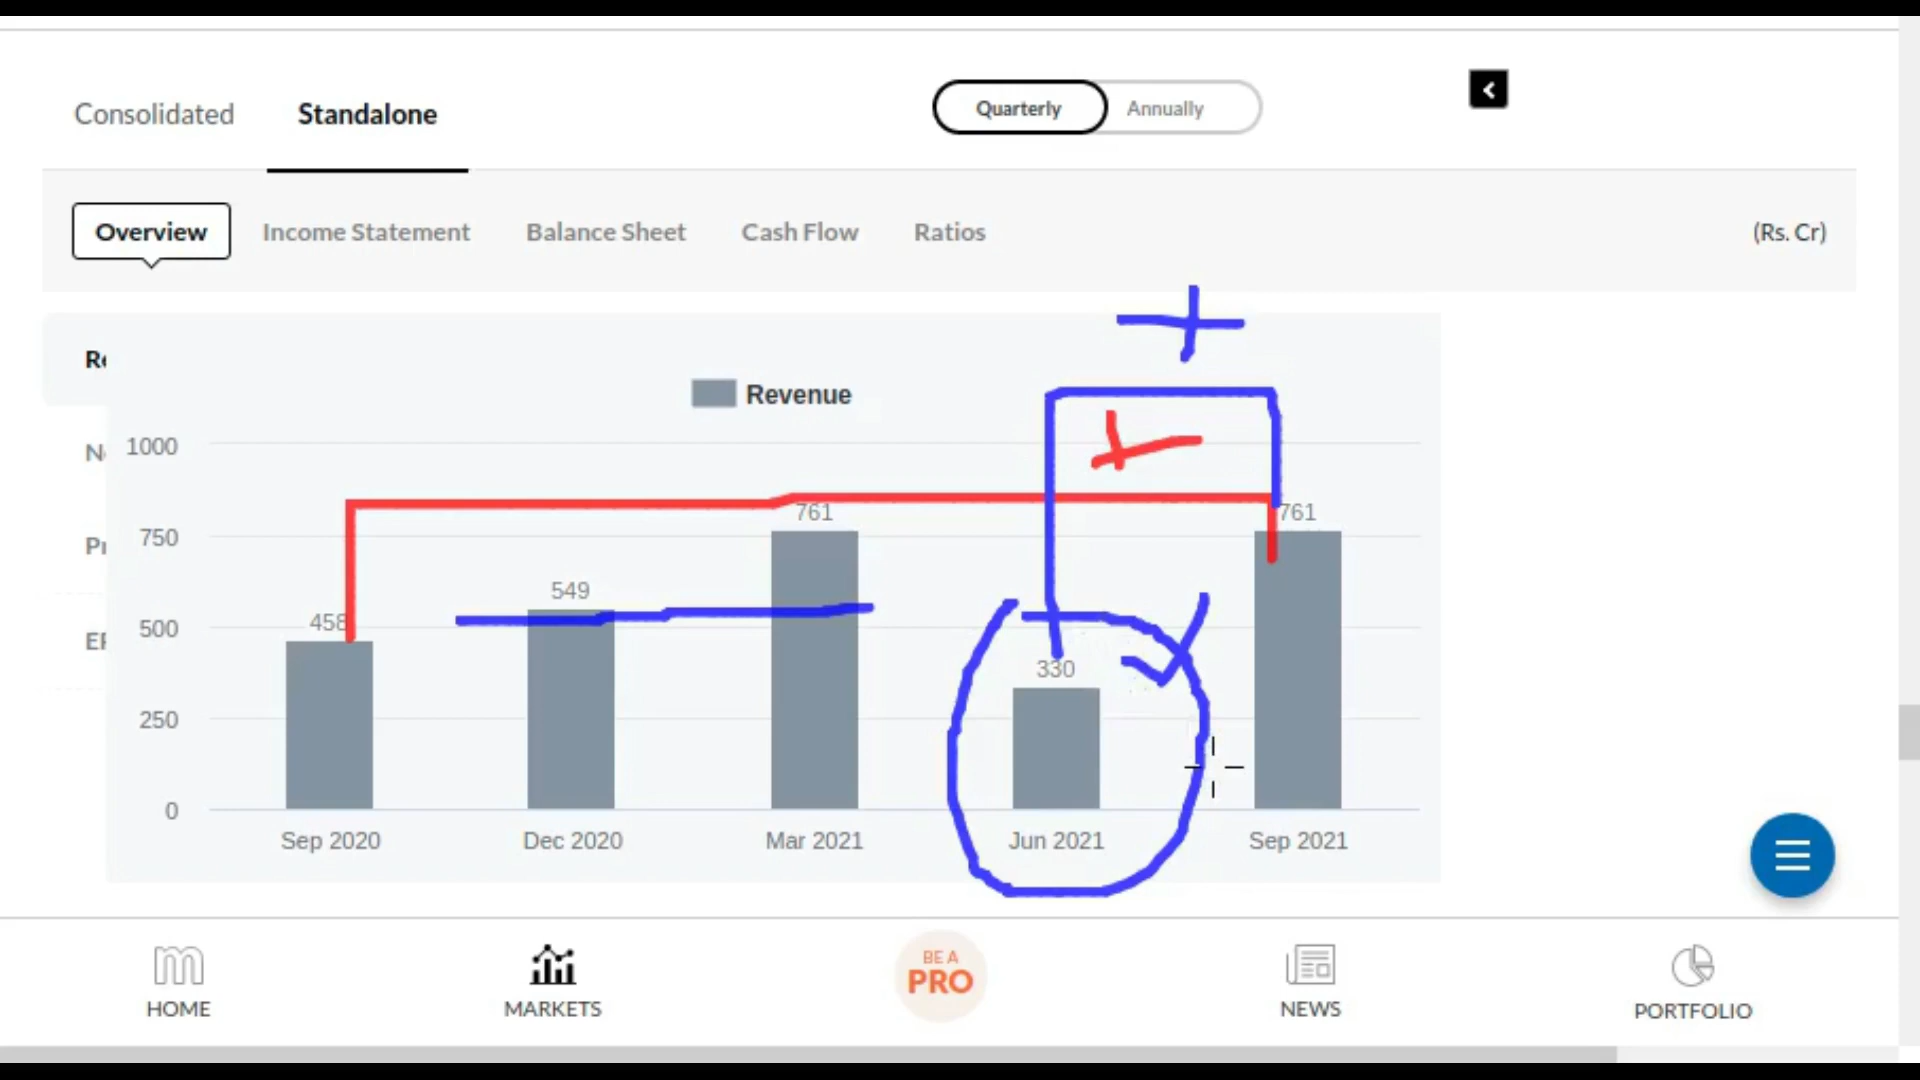 Consolidated Standalone Quarterly Annually
Overview Income Statement Balance Sheet Cash Flow Ratios (Rs. Cr)
Revenue
1000
750
500
250
0
458 549 761 330 761
Sep 2020 Dec 2020 Mar 2021 Jun 2021 Sep 2021
BE A
PRO
HOME MARKETS NEWS PORTFOLIO